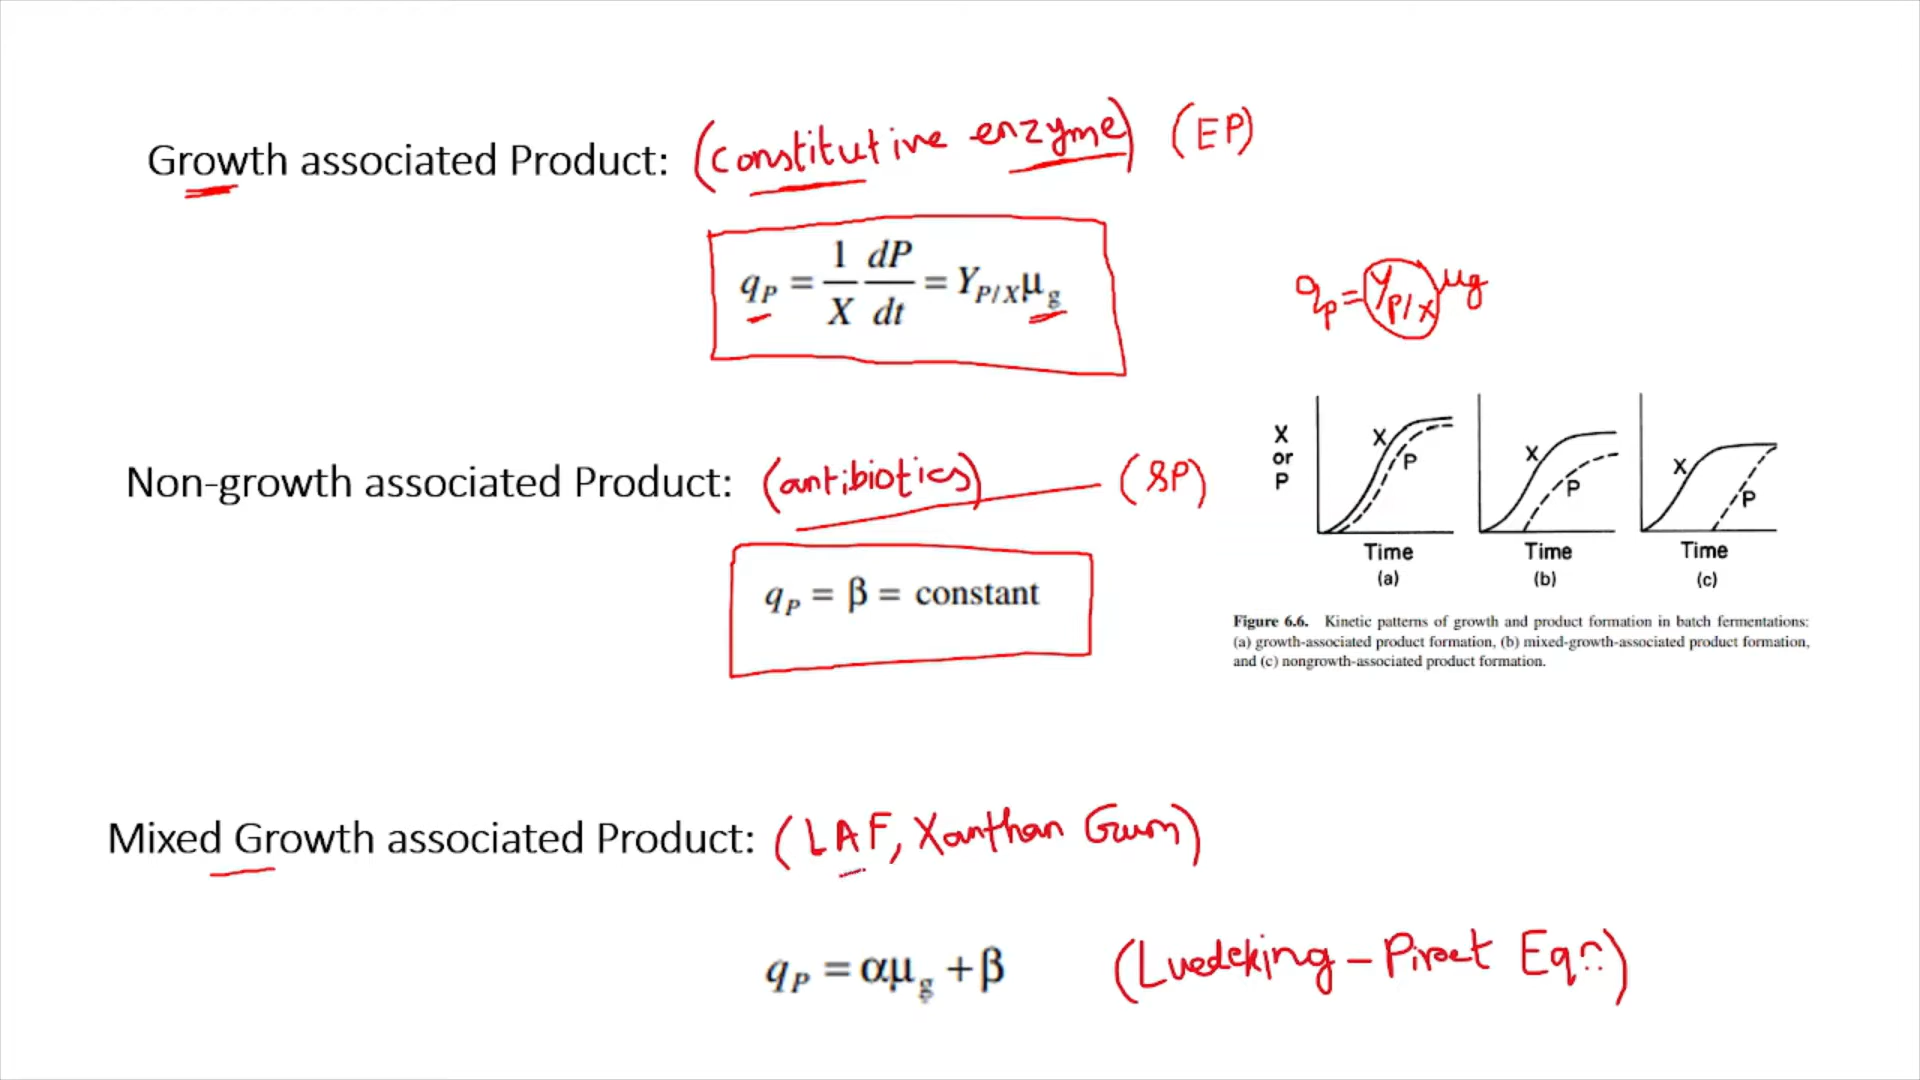 Growth associated Product: (constitutive enzyme) (EP)
qP = 1/X dP/dt = YP/Xμg
qp = YP/X μg
Non-growth associated Product: (antibiotics) (SP)
qP = β = constant
X or P
X P
X P
X P
Time Time Time
(a) (b) (c)
Figure 6.6. Kinetic patterns of growth and product formation in batch fermentations:
(a) growth-associated product formation, (b) mixed-growth-associated product formation,
and (c) nongrowth-associated product formation.
Mixed Growth associated Product: (LAF, Xanthan Gum)
qP = αμg + β (Luedeking - Piret Eqn)